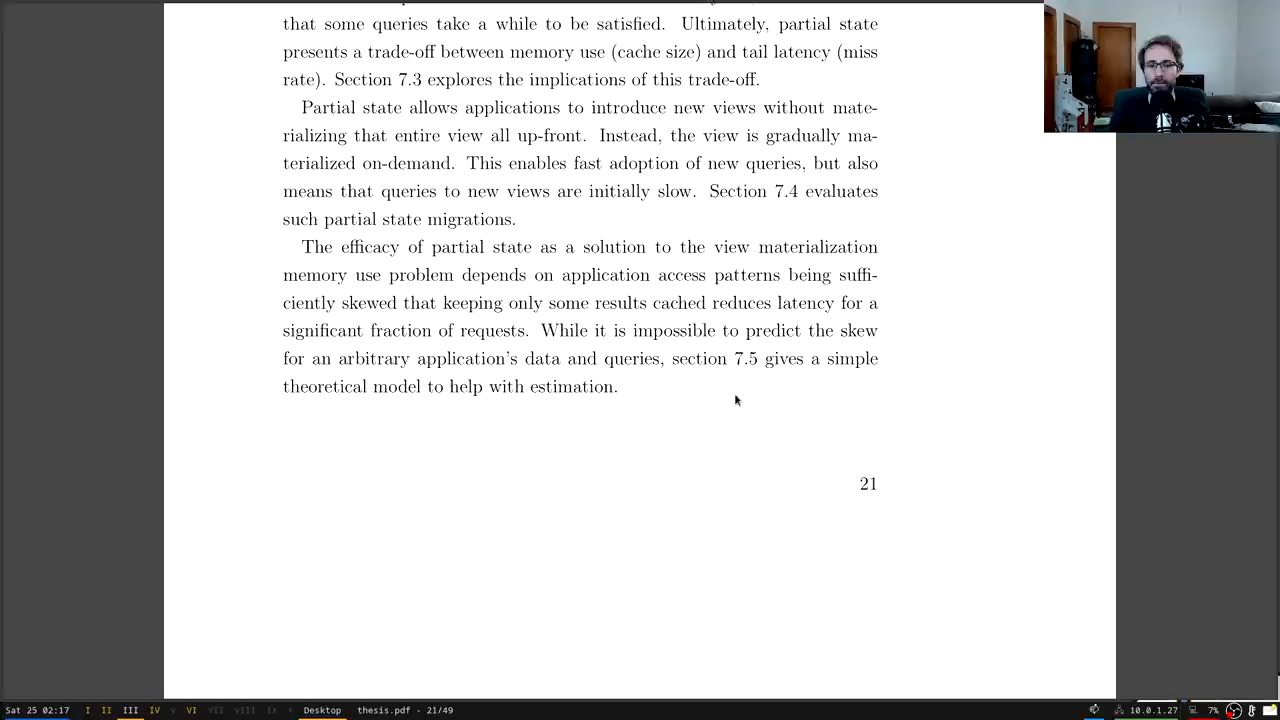 that some queries take a while to be satisfied. Ultimately, partial state
presents a trade-off between memory use (cache size) and tail latency (miss
rate). Section 7.3 explores the implications of this trade-off.
Partial state allows applications to introduce new views without mate-
rializing that entire view all up-front. Instead, the view is gradually ma-
terialized on-demand. This enables fast adoption of new queries, but also
means that queries to new views are initially slow. Section 7.4 evaluates
such partial state migrations.
The efficacy of partial state as a solution to the view materialization
memory use problem depends on application access patterns being suffi-
ciently skewed that keeping only some results cached reduces latency for a
significant fraction of requests. While it is impossible to predict the skew
for an arbitrary application's data and queries, section 7.5 gives a simple
theoretical model to help with estimation.
21
Sat 25 02:17 I II III IV V VI VII VIII IX X Desktop thesis.pdf - 21/49 10.0.1.27 7%